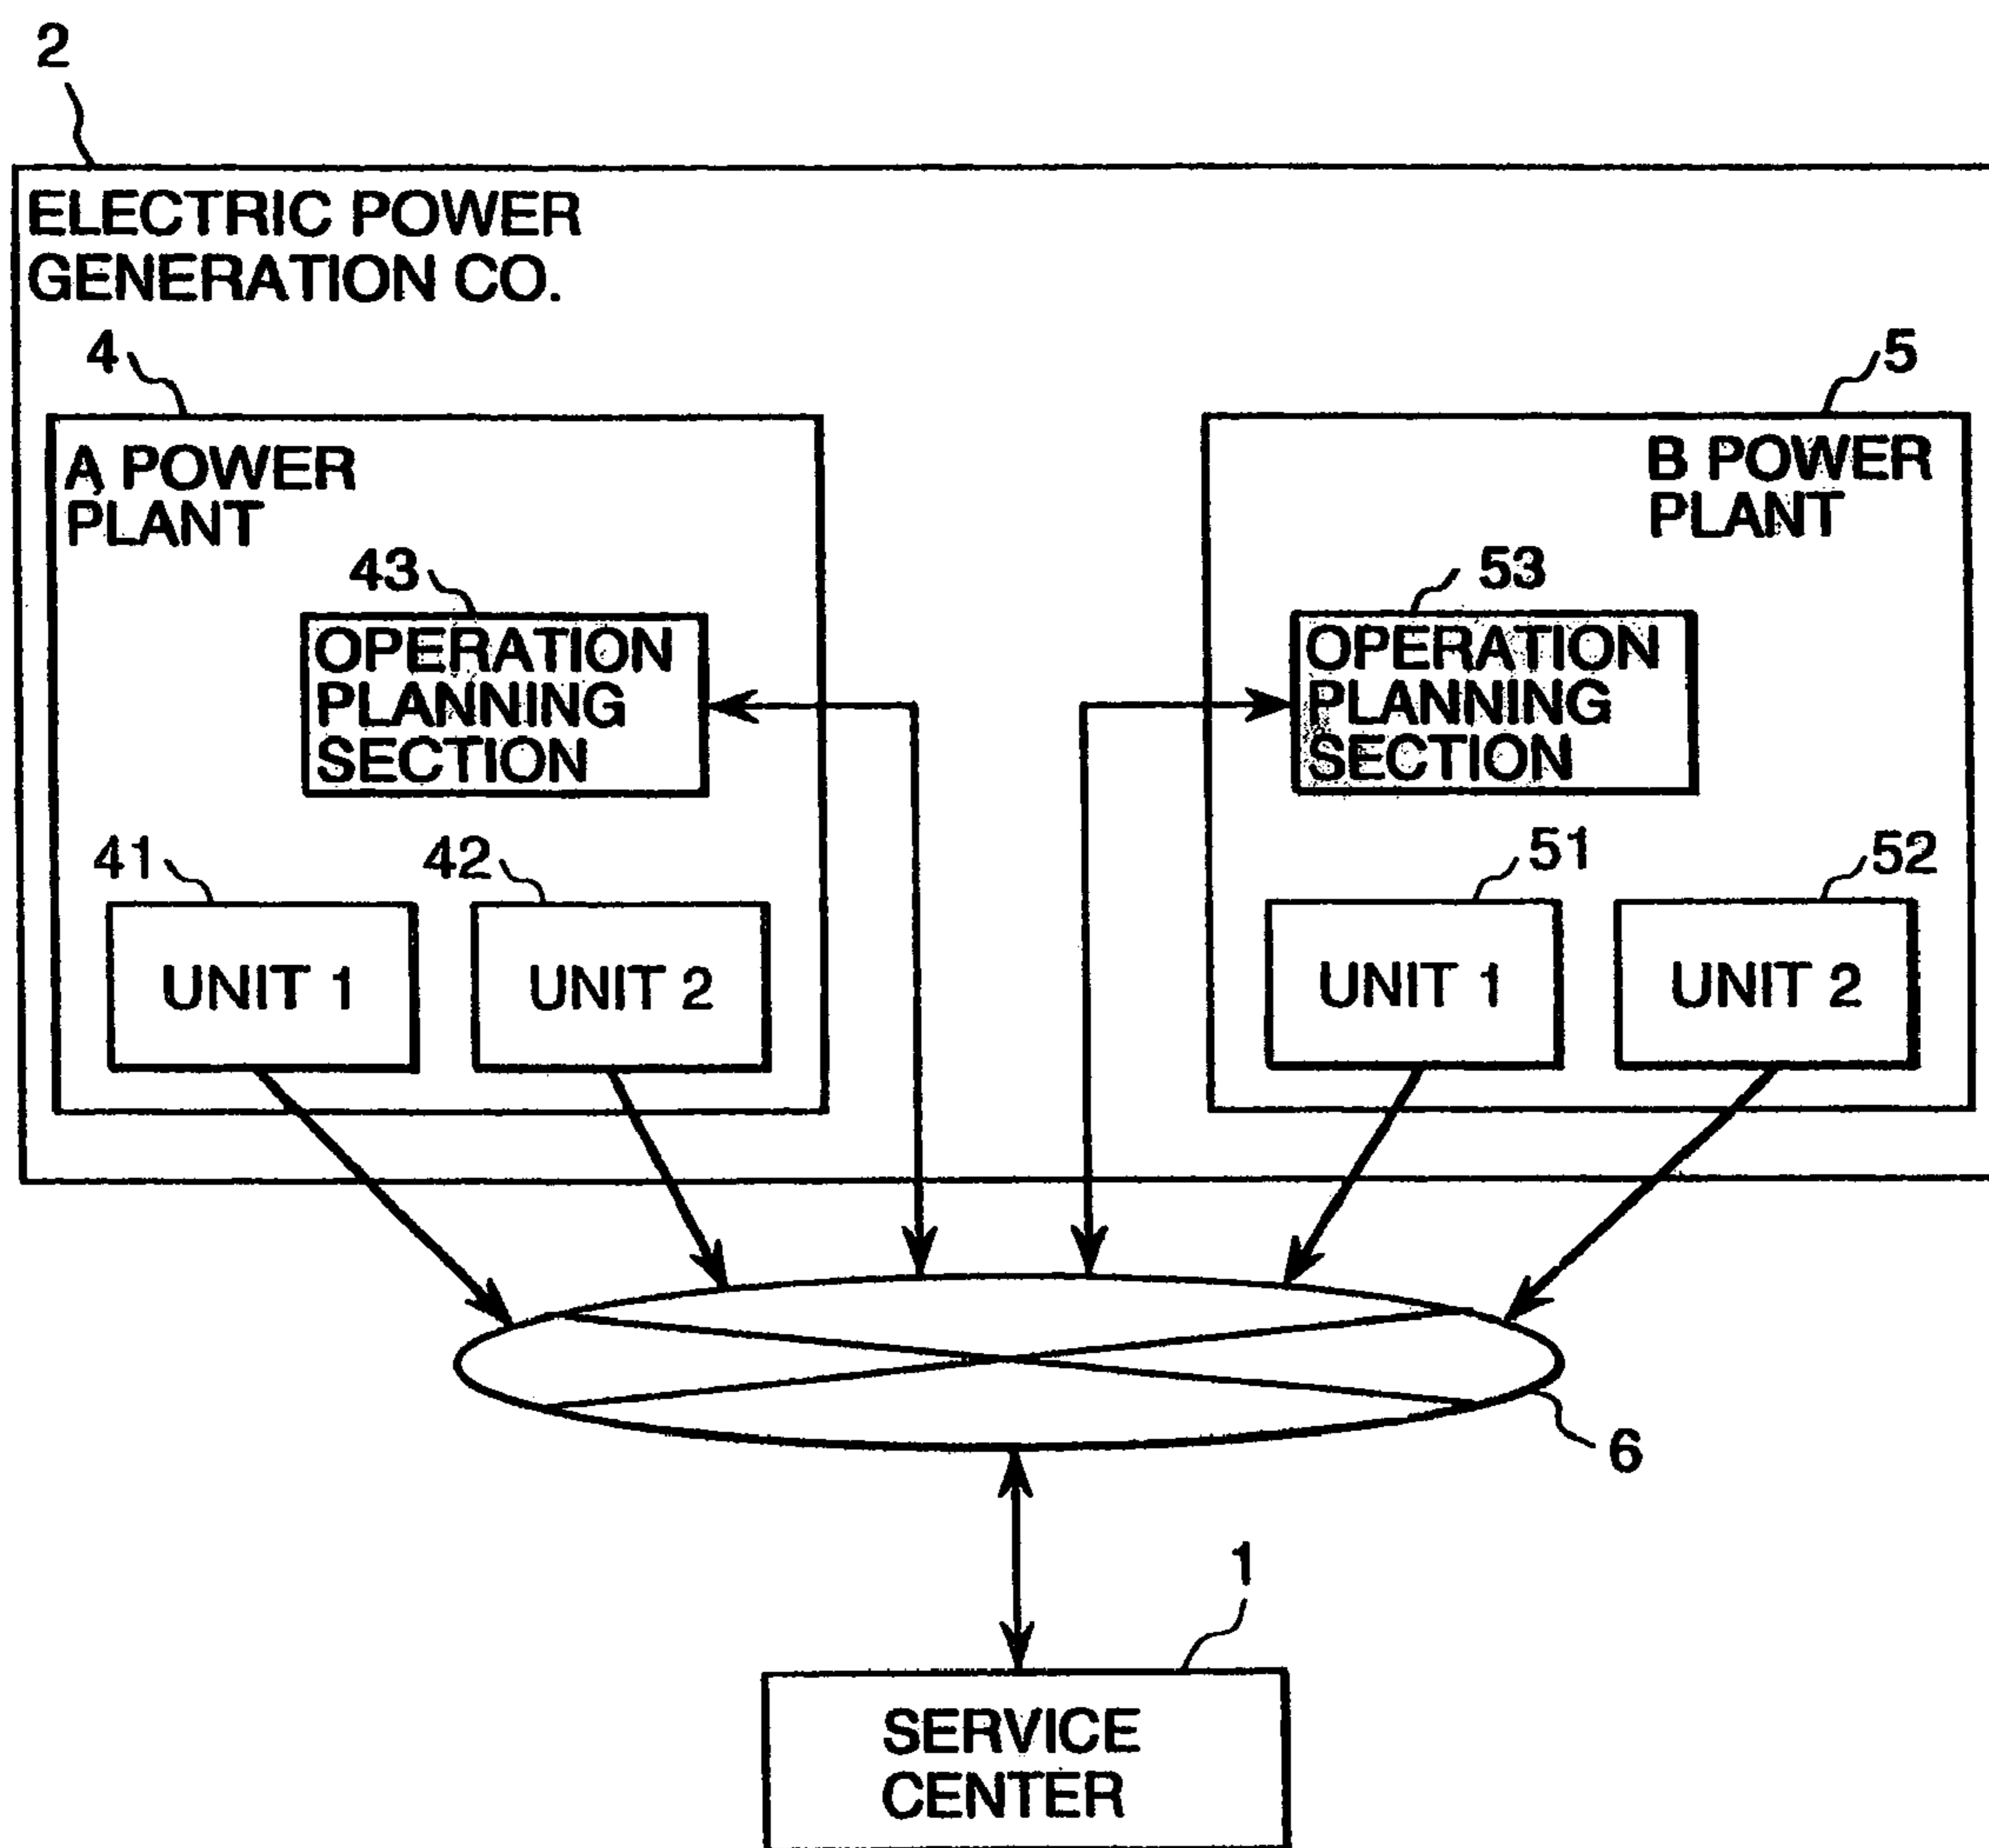 2
ELECTRIC POWER
GENERATION CO.
4
5
A POWER
PLANT
B POWER
PLANT
43
53
OPERATION
PLANNING
SECTION
OPERATION
PLANNING
SECTION
41
42
51
52
UNIT 1
UNIT 2
UNIT 1
UNIT 2
6
1
SERVICE
CENTER